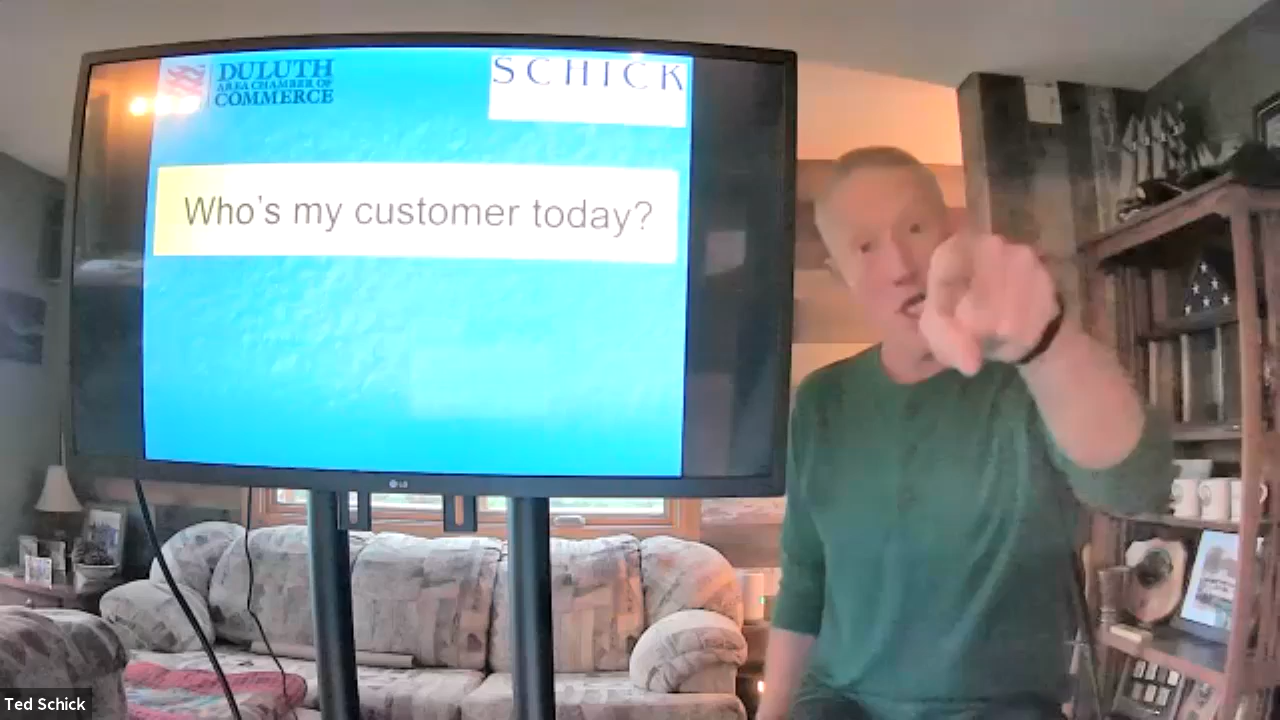 DULUTH
AREA CHAMBER OF
COMMERCE
SCHICK
Who's my customer today?
LG
Ted Schick